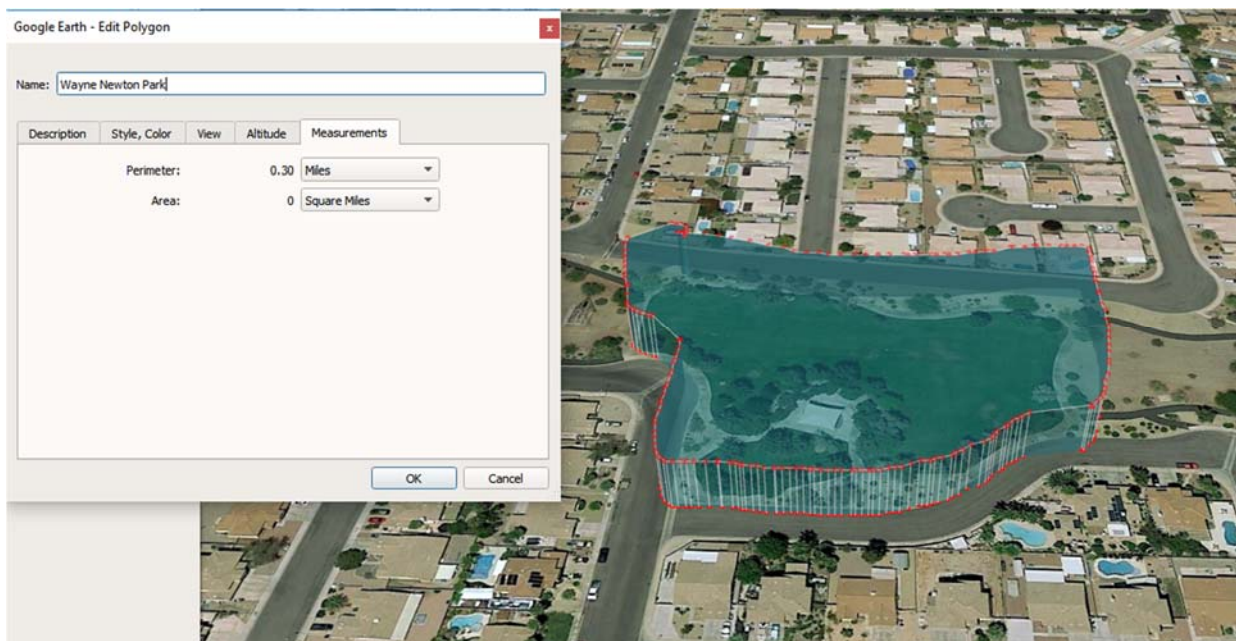 Google Earth - Edit Polygon
x
Name: Wayne Newton Park
Description Style, Color View Altitude Measurements
Perimeter: 0.30 Miles
Area: 0 Square Miles
OK Cancel